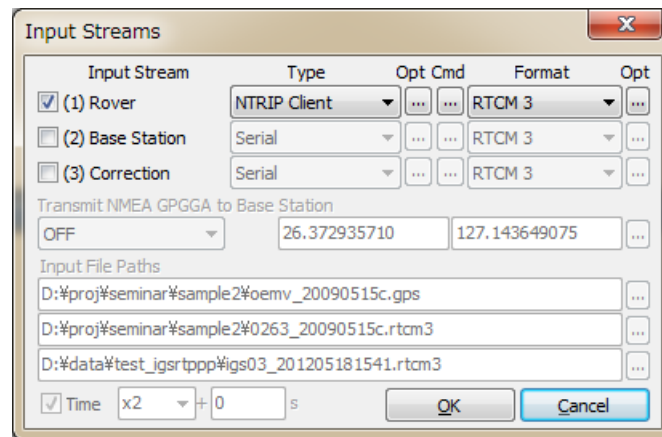 Input Streams
Input Stream Type Opt Cmd Format Opt
(1) Rover NTRIP Client ... ... RTCM 3 ...
(2) Base Station Serial ... ... RTCM 3 ...
(3) Correction Serial ... ... RTCM 3 ...
Transmit NMEA GPGGA to Base Station
OFF 26.372935710 127.143649075 ...
Input File Paths
D:¥proj¥seminar¥sample2¥oemv_20090515c.gps ...
D:¥proj¥seminar¥sample2¥0263_20090515c.rtcm3 ...
D:¥data¥test_igsrtppp¥igs03_201205181541.rtcm3 ...
Time x2 + 0 s OK Cancel